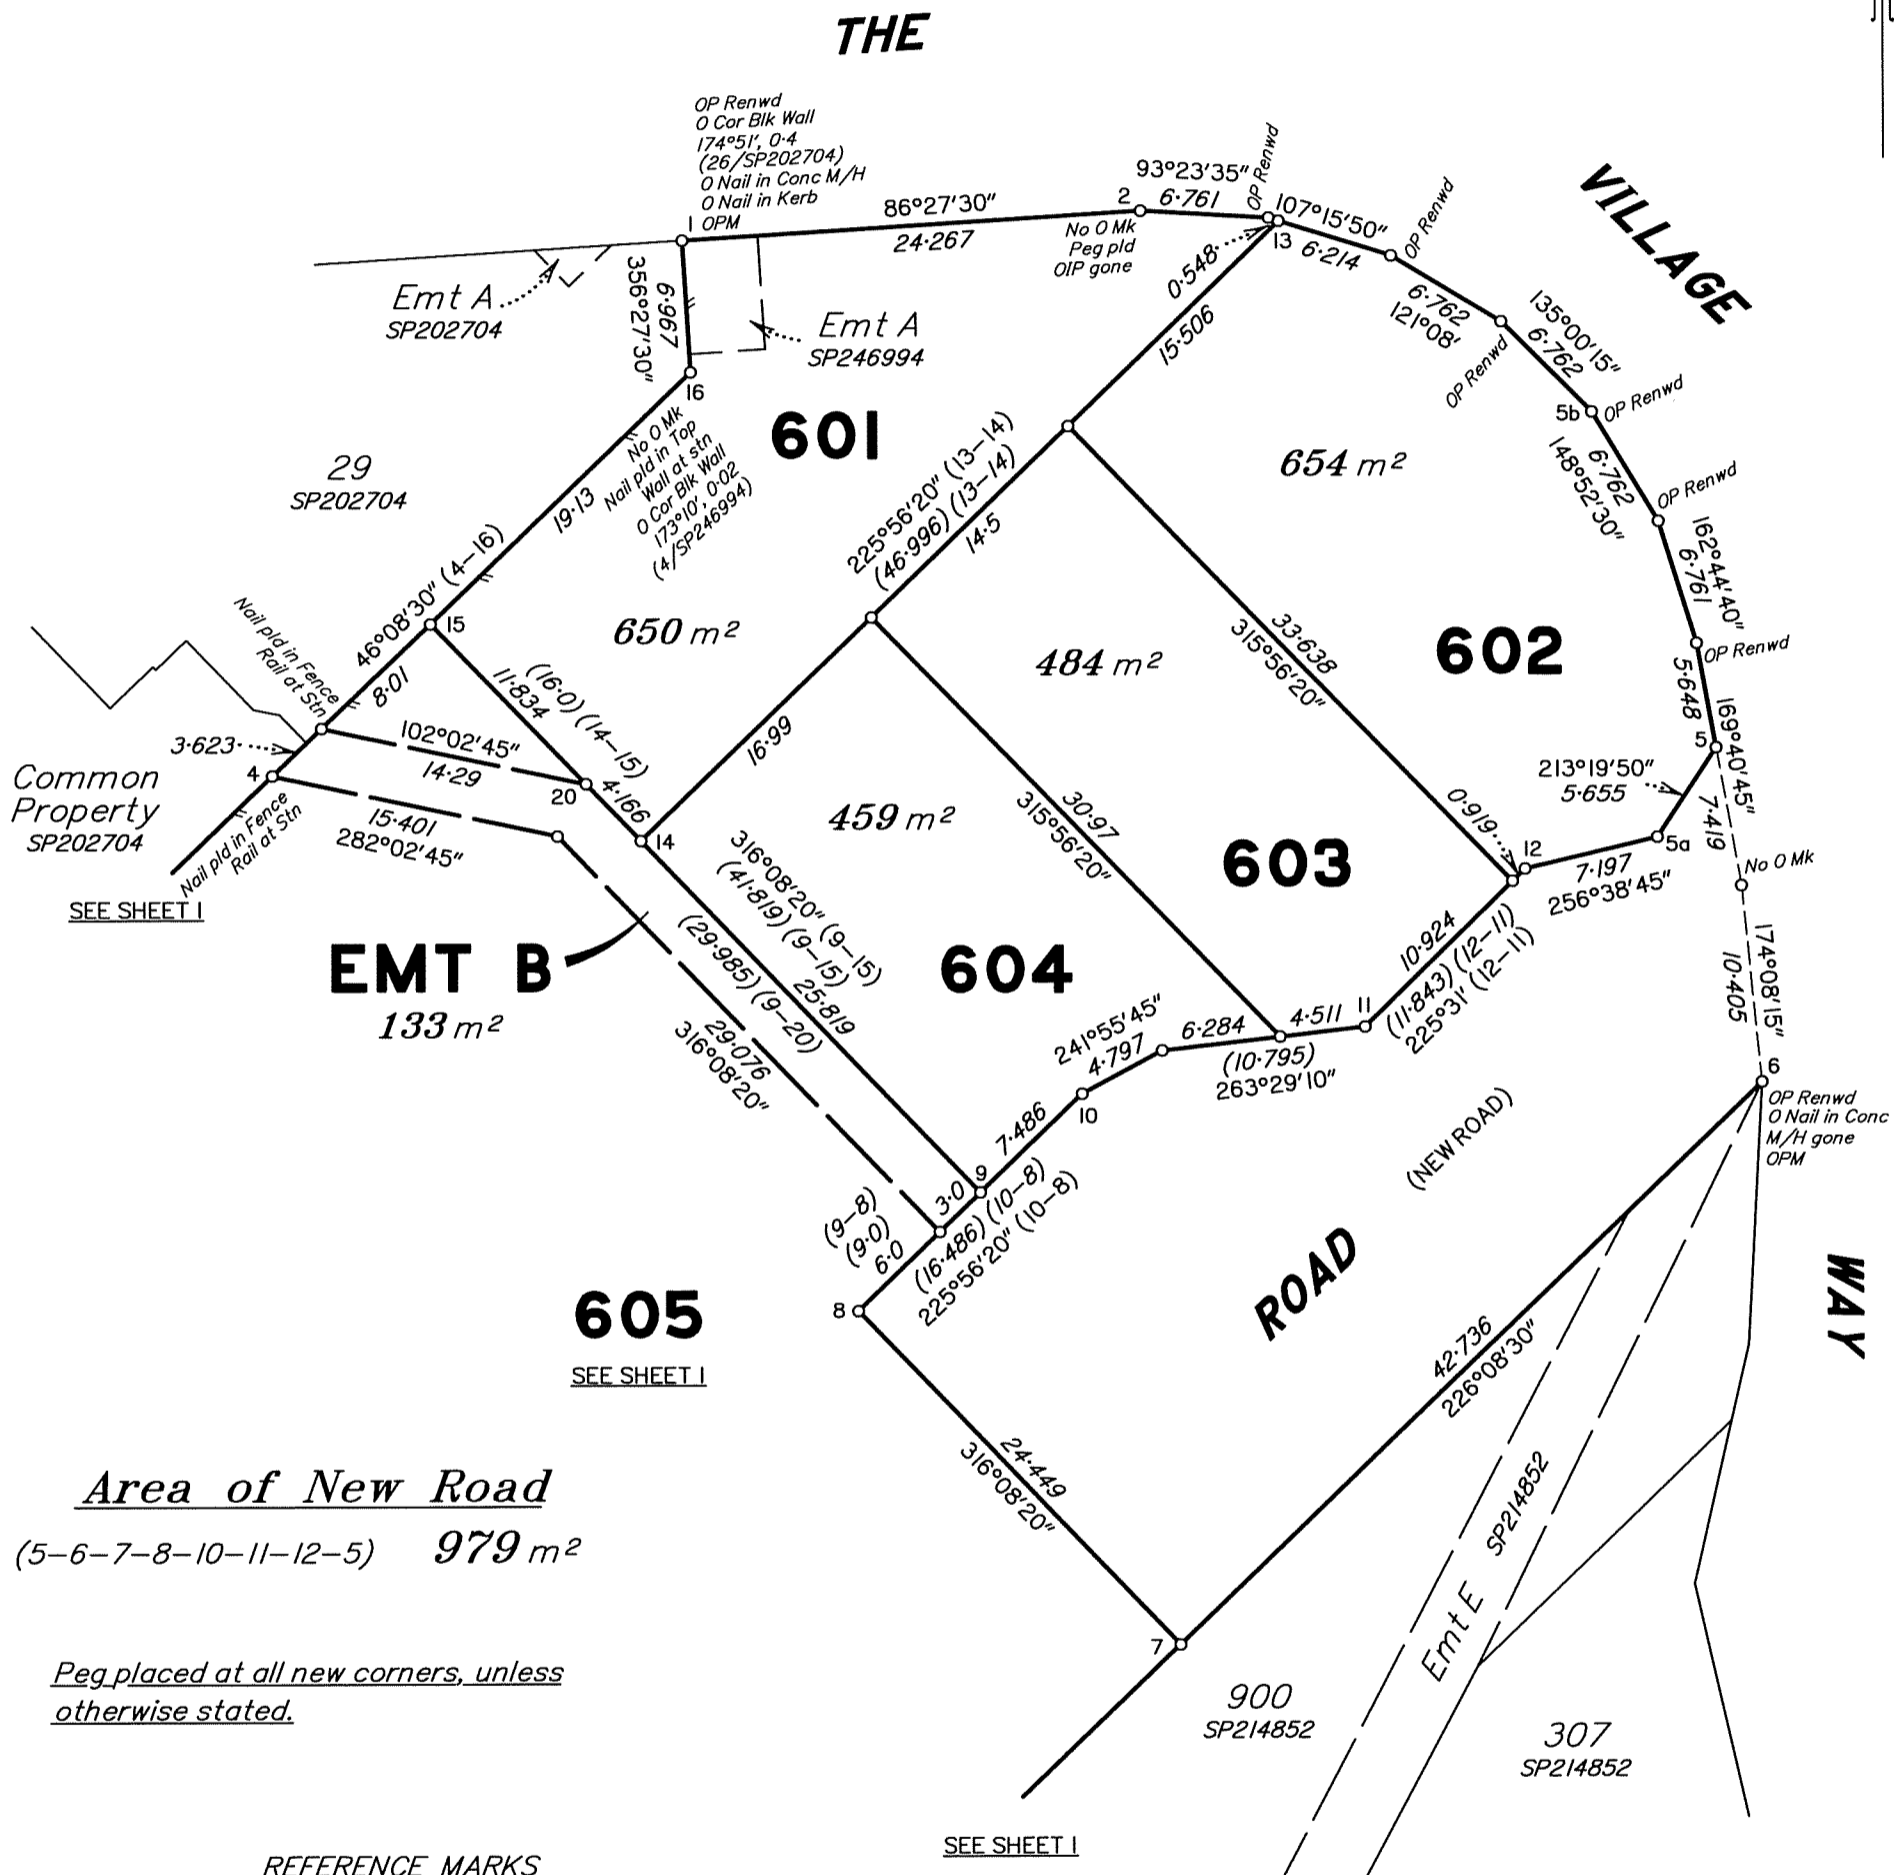 THE
OP Renwd
O Cor Blk Wall
174°51', 0·4
(26/SP202704)
O Nail in Conc M/H
O Nail in Kerb
OPM
1
86°27'30"
24·267
2
No O Mk
Peg pld
OIP gone
93°23'35"
6·761
OP Renwd
107°15'50"
13
6·214
OP Renwd
VILLAGE
6·762
121°08'
OP Renwd
135°00'15"
6·762
5b
OP Renwd
6·762
148°52'30"
OP Renwd
162°44'40"
6·761
OP Renwd
5·648
169°40'45"
5
7·419
213°19'50"
5·655
5a
No O Mk
174°08'15"
10·405
6
OP Renwd
O Nail in Conc
M/H gone
OPM
WAY
Emt A
SP202704
356°27'30"
6·967
Emt A
SP246994
16
No O Mk
Nail pld in Top
Wall at stn
O Cor Blk Wall
173°10', 0·02
(4/SP246994)
601
650 m²
0·548
15·506
225°56'20" (13–14)
(46·996) (13–14)
14·5
16·99
29
SP202704
19·13
46°08'30" (4–16)
15
8·01
Nail pld in Fence
Rail at Stn
3·623
4
Common
Property
SP202704
Nail pld in Fence
Rail at Stn
SEE SHEET 1
102°02'45"
14·29
20
15·401
282°02'45"
(16·0) (14–15)
11·834
4·166
14
654 m²
602
33·638
315°56'20"
484 m²
603
30·97
315°56'20"
459 m²
604
0·919
12
7·197
256°38'45"
10·924
(11·843) (12–11)
225°31' (12–11)
11
4·511
6·284
(10·795)
263°29'10"
241°55'45"
4·797
10
7·486
9
3·0
(16·486) (10–8)
225°56'20" (10–8)
(9–8)
(9·0)
6·0
8
316°08'20" (9–15)
(41·819) (9–15)
25·819
(29·985) (9–20)
29·076
316°08'20"
EMT B
133 m²
605
SEE SHEET 1
(NEW ROAD)
ROAD
42·736
226°08'30"
24·449
316°08'20"
7
Emt E
SP214852
900
SP214852
307
SP214852
SEE SHEET 1
Area of New Road
(5–6–7–8–10–11–12–5) 979 m²
Peg placed at all new corners, unless
otherwise stated.
REFERENCE MARKS